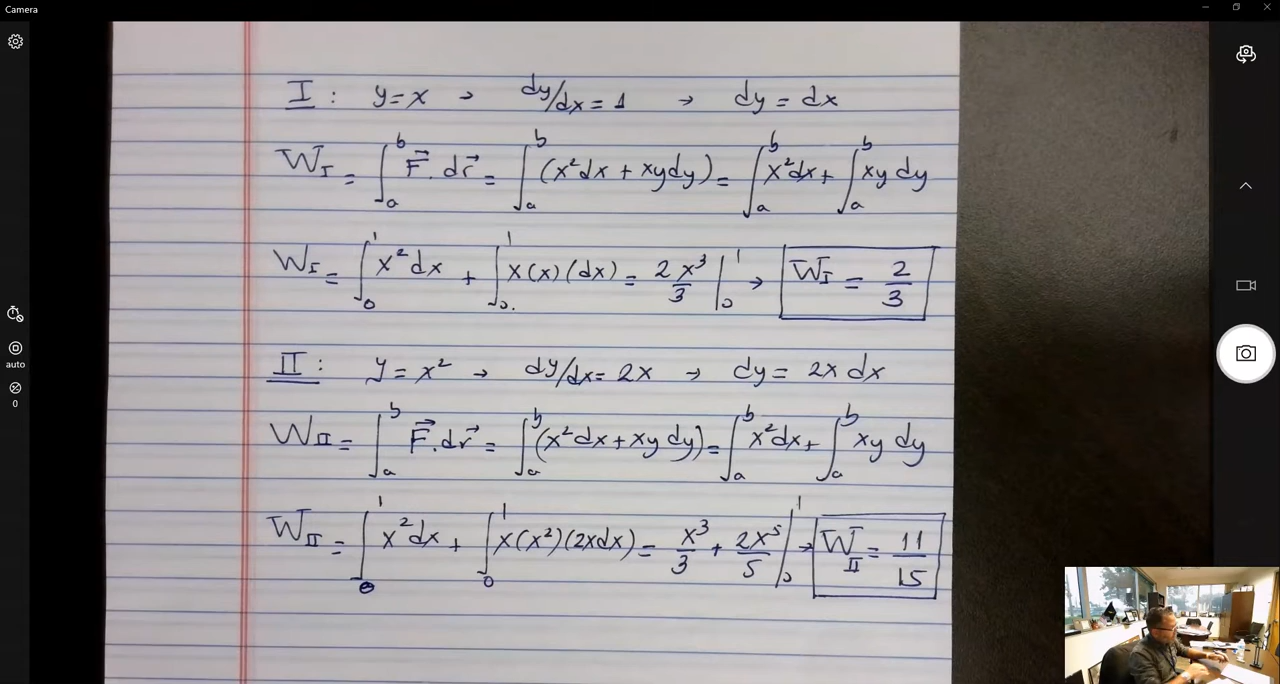 Camera
I : y=x → dy/dx = 1 → dy = dx
W_I = ∫_a^b F⃗.dr⃗ = ∫_a^b (x²dx + xydy) = ∫_a^b x²dx + ∫_a^b xy dy
W_I = ∫_0^1 x²dx + ∫_0^1 x(x)(dx) = 2x³/3 |_0^1 → W_I = 2/3
II : y = x² → dy/dx = 2x → dy = 2x dx
W_II = ∫_a^b F⃗.dr⃗ = ∫_a^b (x²dx + xy dy) = ∫_a^b x²dx + ∫_a^b xy dy
W_II = ∫_0^1 x²dx + ∫_0^1 x(x²)(2xdx) = x³/3 + 2x⁵/5 |_0^1 → W_II = 11/15
auto
0